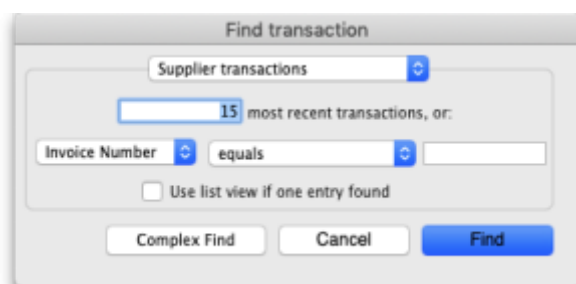 Find transaction
Supplier transactions
15 most recent transactions, or:
Invoice Number equals
Use list view if one entry found
Complex Find Cancel Find